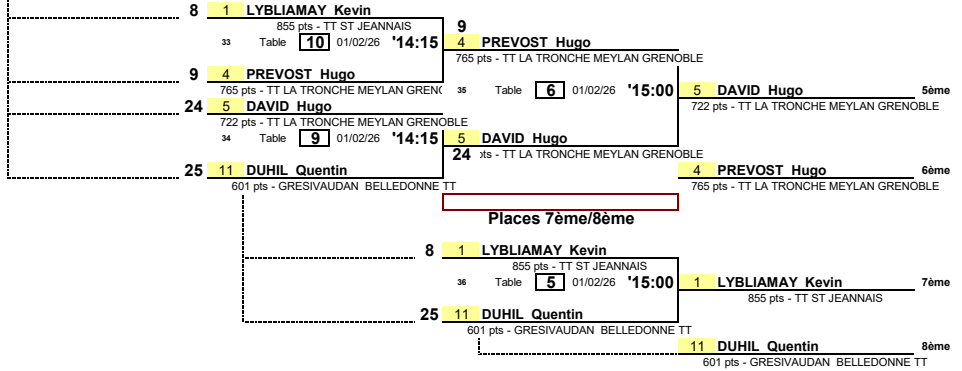 8 1 LYBLIAMAY Kevin
855 pts - TT ST JEANNAIS 9
33 Table 10 01/02/26 '14:15 4 PREVOST Hugo
765 pts - TT LA TRONCHE MEYLAN GRENOBLE
9 4 PREVOST Hugo
765 pts - TT LA TRONCHE MEYLAN GREN 35 Table 6 01/02/26 '15:00 5 DAVID Hugo 5ème
24 5 DAVID Hugo 722 pts - TT LA TRONCHE MEYLAN GRENOBLE
722 pts - TT LA TRONCHE MEYLAN GRENOBLE
34 Table 9 01/02/26 '14:15 5 DAVID Hugo
24 pts - TT LA TRONCHE MEYLAN GRENOBLE
25 11 DUHIL Quentin 4 PREVOST Hugo 6ème
601 pts - GRESIVAUDAN BELLEDONNE TT 765 pts - TT LA TRONCHE MEYLAN GRENOBLE
Places 7ème/8ème
8 1 LYBLIAMAY Kevin
855 pts - TT ST JEANNAIS
36 Table 5 01/02/26 '15:00 1 LYBLIAMAY Kevin 7ème
855 pts - TT ST JEANNAIS
25 11 DUHIL Quentin
601 pts - GRESIVAUDAN BELLEDONNE TT
11 DUHIL Quentin 8ème
601 pts - GRESIVAUDAN BELLEDONNE TT